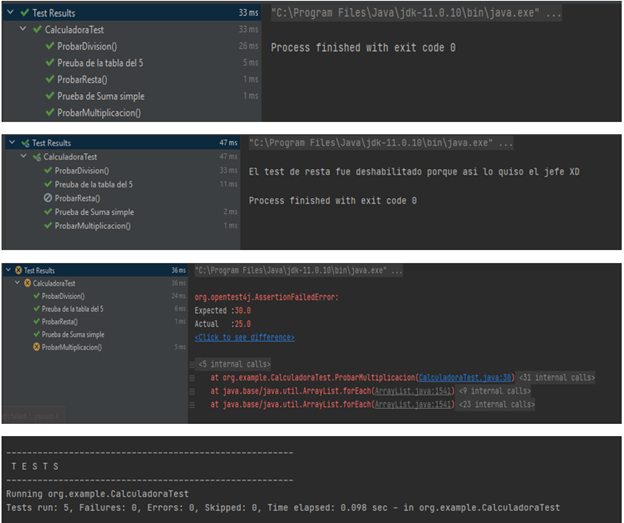 Test Results 33 ms
CalculadoraTest 33 ms
ProbarDivision() 26 ms
Preuba de la tabla del 5 5 ms
ProbarResta() 1 ms
Prueba de Suma simple 1 ms
ProbarMultiplicacion()
"C:\Program Files\Java\jdk-11.0.10\bin\java.exe" ...
Process finished with exit code 0
Test Results 47 ms
CalculadoraTest 47 ms
ProbarDivision() 33 ms
Preuba de la tabla del 5 11 ms
ProbarResta()
Prueba de Suma simple 2 ms
ProbarMultiplicacion() 1 ms
"C:\Program Files\Java\jdk-11.0.10\bin\java.exe" ...
El test de resta fue deshabilitado porque asi lo quiso el jefe XD
Process finished with exit code 0
Test Results 36 ms
CalculadoraTest 36 ms
ProbarDivision() 24 ms
Preuba de la tabla del 5 6 ms
ProbarResta() 1 ms
Prueba de Suma simple
ProbarMultiplicacion() 5 ms
"C:\Program Files\Java\jdk-11.0.10\bin\java.exe" ...
org.opentest4j.AssertionFailedError:
Expected :30.0
Actual :25.0
<Click to see difference>
<5 internal calls>
at org.example.CalculadoraTest.ProbarMultiplicacion(CalculadoraTest.java:30) <31 internal calls>
at java.base/java.util.ArrayList.forEach(ArrayList.java:1541) <9 internal calls>
at java.base/java.util.ArrayList.forEach(ArrayList.java:1541) <23 internal calls>
-------------------------------------------------------
T E S T S
-------------------------------------------------------
Running org.example.CalculadoraTest
Tests run: 5, Failures: 0, Errors: 0, Skipped: 0, Time elapsed: 0.098 sec - in org.example.CalculadoraTest